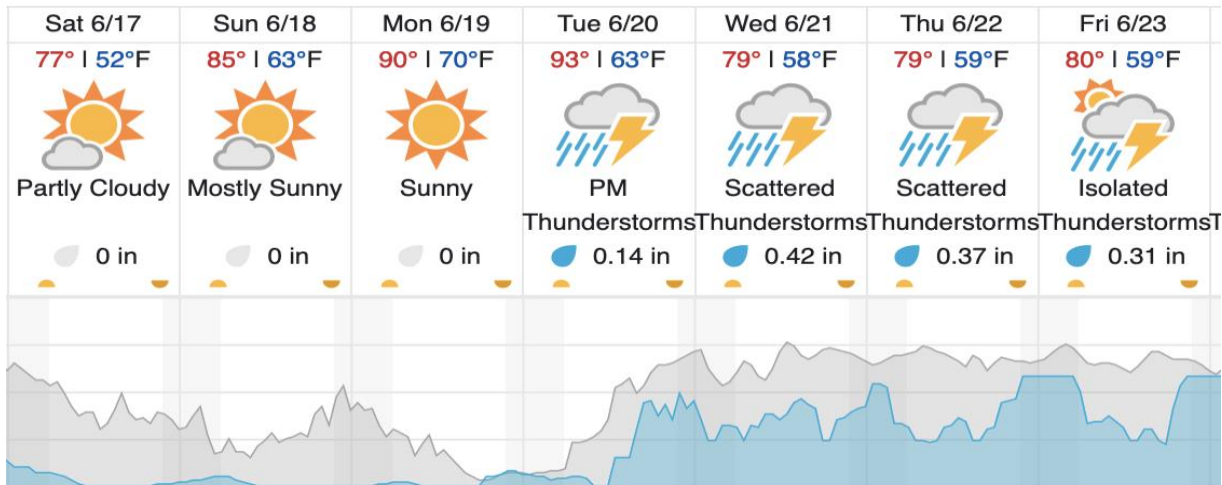 Sat 6/17 Sun 6/18 Mon 6/19 Tue 6/20 Wed 6/21 Thu 6/22 Fri 6/23
77° | 52°F 85° | 63°F 90° | 70°F 93° | 63°F 79° | 58°F 79° | 59°F 80° | 59°F
Partly Cloudy Mostly Sunny Sunny PM Scattered Scattered Isolated
Thunderstorms Thunderstorms Thunderstorms Thunderstorms T
0 in 0 in 0 in 0.14 in 0.42 in 0.37 in 0.31 in